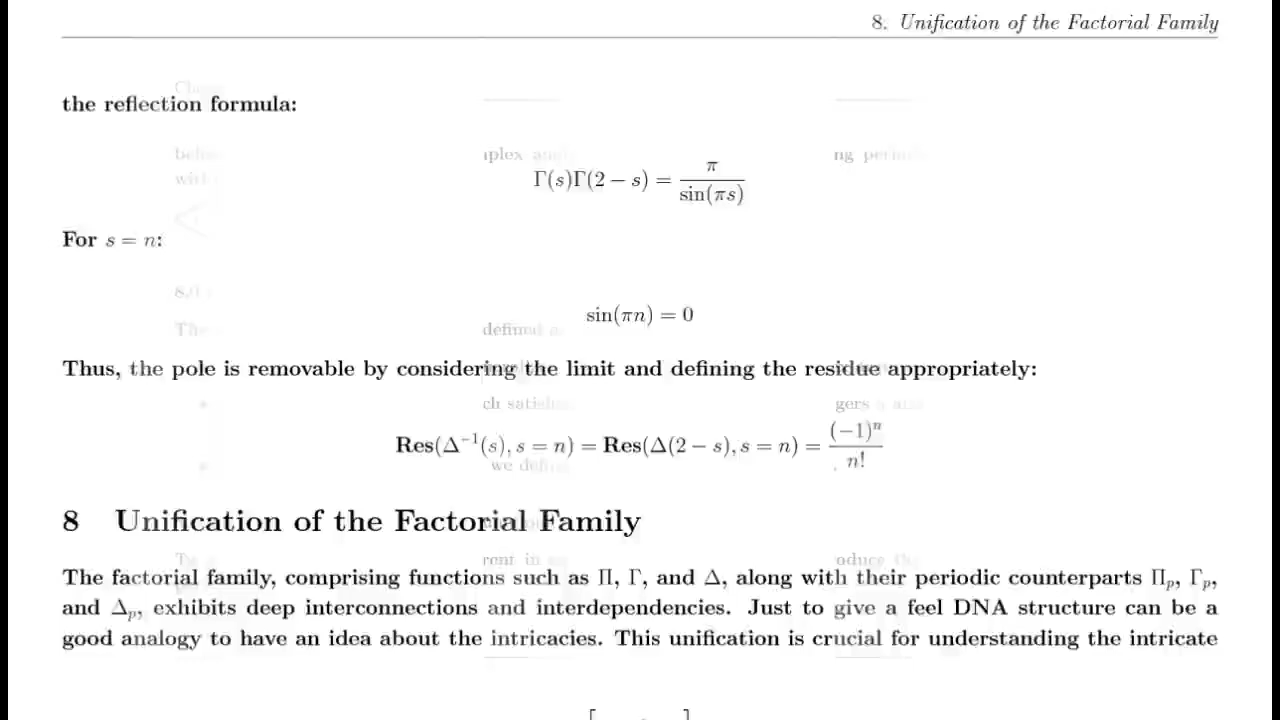 8. Unification of the Factorial Family
the reflection formula:
Γ(s)Γ(2 − s) = π / sin(πs)
For s = n:
sin(πn) = 0
Thus, the pole is removable by considering the limit and defining the residue appropriately:
Res(Δ⁻¹(s), s = n) = Res(Δ(2 − s), s = n) = (−1)ⁿ / n!
8 Unification of the Factorial Family
The factorial family, comprising functions such as Π, Γ, and Δ, along with their periodic counterparts Πₚ, Γₚ,
and Δₚ, exhibits deep interconnections and interdependencies. Just to give a feel DNA structure can be a
good analogy to have an idea about the intricacies. This unification is crucial for understanding the intricate